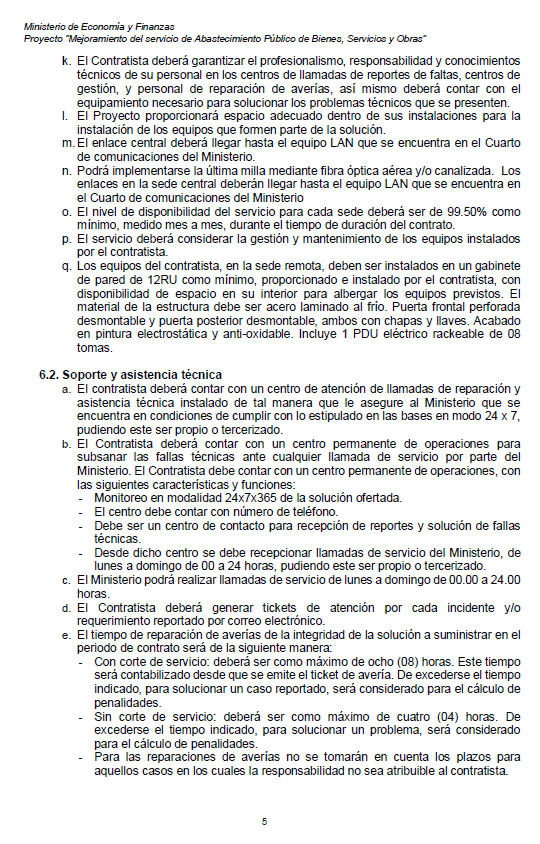 Ministerio de Economía y Finanzas
Proyecto "Mejoramiento del servicio de Abastecimiento Público de Bienes, Servicios y Obras"
k. El Contratista deberá garantizar el profesionalismo, responsabilidad y conocimientos
técnicos de su personal en los centros de llamadas de reportes de faltas, centros de
gestión, y personal de reparación de averías, así mismo deberá contar con el
equipamiento necesario para solucionar los problemas técnicos que se presenten.
l. El Proyecto proporcionará espacio adecuado dentro de sus instalaciones para la
instalación de los equipos que formen parte de la solución.
m. El enlace central deberá llegar hasta el equipo LAN que se encuentra en el Cuarto
de comunicaciones del Ministerio.
n. Podrá implementarse la última milla mediante fibra óptica aérea y/o canalizada. Los
enlaces en la sede central deberán llegar hasta el equipo LAN que se encuentra en
el Cuarto de comunicaciones del Ministerio
o. El nivel de disponibilidad del servicio para cada sede deberá ser de 99.50% como
mínimo, medido mes a mes, durante el tiempo de duración del contrato.
p. El servicio deberá considerar la gestión y mantenimiento de los equipos instalados
por el contratista.
q. Los equipos del contratista, en la sede remota, deben ser instalados en un gabinete
de pared de 12RU como mínimo, proporcionado e instalado por el contratista, con
disponibilidad de espacio en su interior para albergar los equipos previstos. El
material de la estructura debe ser acero laminado al frío. Puerta frontal perforada
desmontable y puerta posterior desmontable, ambos con chapas y llaves. Acabado
en pintura electrostática y anti-oxidable. Incluye 1 PDU eléctrico rackeable de 08
tomas.
6.2. Soporte y asistencia técnica
a. El contratista deberá contar con un centro de atención de llamadas de reparación y
asistencia técnica instalado de tal manera que le asegure al Ministerio que se
encuentra en condiciones de cumplir con lo estipulado en las bases en modo 24 x 7,
pudiendo este ser propio o tercerizado.
b. El Contratista deberá contar con un centro permanente de operaciones para
subsanar las fallas técnicas ante cualquier llamada de servicio por parte del
Ministerio. El Contratista debe contar con un centro permanente de operaciones, con
las siguientes características y funciones:
- Monitoreo en modalidad 24x7x365 de la solución ofertada.
- El centro debe contar con número de teléfono.
- Debe ser un centro de contacto para recepción de reportes y solución de fallas
técnicas.
- Desde dicho centro se debe recepcionar llamadas de servicio del Ministerio, de
lunes a domingo de 00 a 24 horas, pudiendo este ser propio o tercerizado.
c. El Ministerio podrá realizar llamadas de servicio de lunes a domingo de 00.00 a 24.00
horas.
d. El Contratista deberá generar tickets de atención por cada incidente y/o
requerimiento reportado por correo electrónico.
e. El tiempo de reparación de averías de la integridad de la solución a suministrar en el
periodo de contrato será de la siguiente manera:
- Con corte de servicio: deberá ser como máximo de ocho (08) horas. Este tiempo
será contabilizado desde que se emite el ticket de avería. De excederse el tiempo
indicado, para solucionar un caso reportado, será considerado para el cálculo de
penalidades.
- Sin corte de servicio: deberá ser como máximo de cuatro (04) horas. De
excederse el tiempo indicado, para solucionar un problema, será considerado
para el cálculo de penalidades.
- Para las reparaciones de averías no se tomarán en cuenta los plazos para
aquellos casos en los cuales la responsabilidad no sea atribuible al contratista.
5